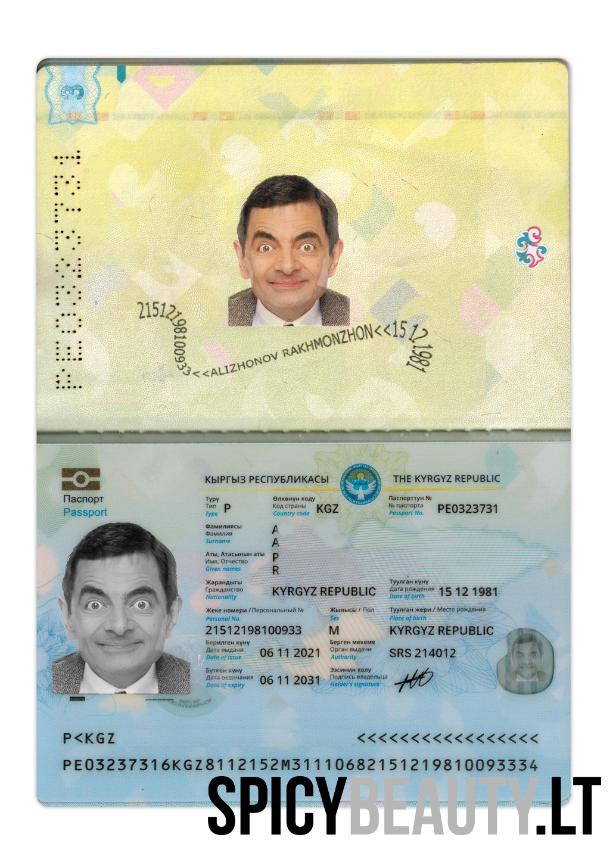 PE0323731
21512198100933<<ALIZHONOV RAKHMONZHON<<15 12 1981
КЫРГЫЗ РЕСПУБЛИКАСЫ THE KYRGYZ REPUBLIC
Паспорт
Passport
Түрү
Тип P
Type
Өлкөнүн коду
Код страны KGZ
Country code
Паспорттун №
№ паспорта PE0323731
Passport No.
Фамилиясы
Фамилия
Surname
A
A
Аты, Атасынын аты
Имя, Отчество
Given names
P
R
Жарандыгы
Гражданство KYRGYZ REPUBLIC
Nationality
Туулган күнү
Дата рождения 15 12 1981
Date of birth
Жеке номери / Персональный №
Personal No.
21512198100933
Жынысы / Пол
Sex
M
Туулган жери / Место рождения
Place of birth
KYRGYZ REPUBLIC
Берилген күнү
Дата выдачи 06 11 2021
Date of issue
Берген мекеме
Орган выдачи SRS 214012
Authority
Бүткөн күнү
Дата окончания 06 11 2031
Date of expiry
Ээсинин колу
Подпись владельца
Holder's signature
P<KGZ <<<<<<<<<<<<<<<<<
PE03237316KGZ8112152M311106821512198100933 34
SPICYBEAUTY.LT